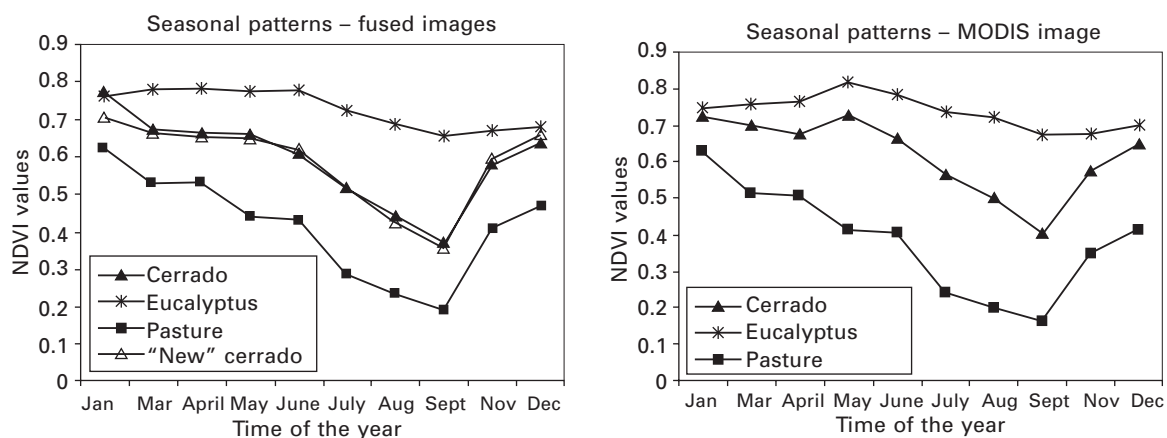 Seasonal patterns – fused images
0.9
0.8
0.7
0.6
0.5
0.4
0.3
0.2
0.1
0
NDVI values
Cerrado
Eucalyptus
Pasture
“New” cerrado
Jan Mar April May June July Aug Sept Nov Dec
Time of the year
Seasonal patterns – MODIS image
0.9
0.8
0.7
0.6
0.5
0.4
0.3
0.2
0.1
0
NDVI values
Cerrado
Eucalyptus
Pasture
Jan Mar April May June July Aug Sept Nov Dec
Time of the year